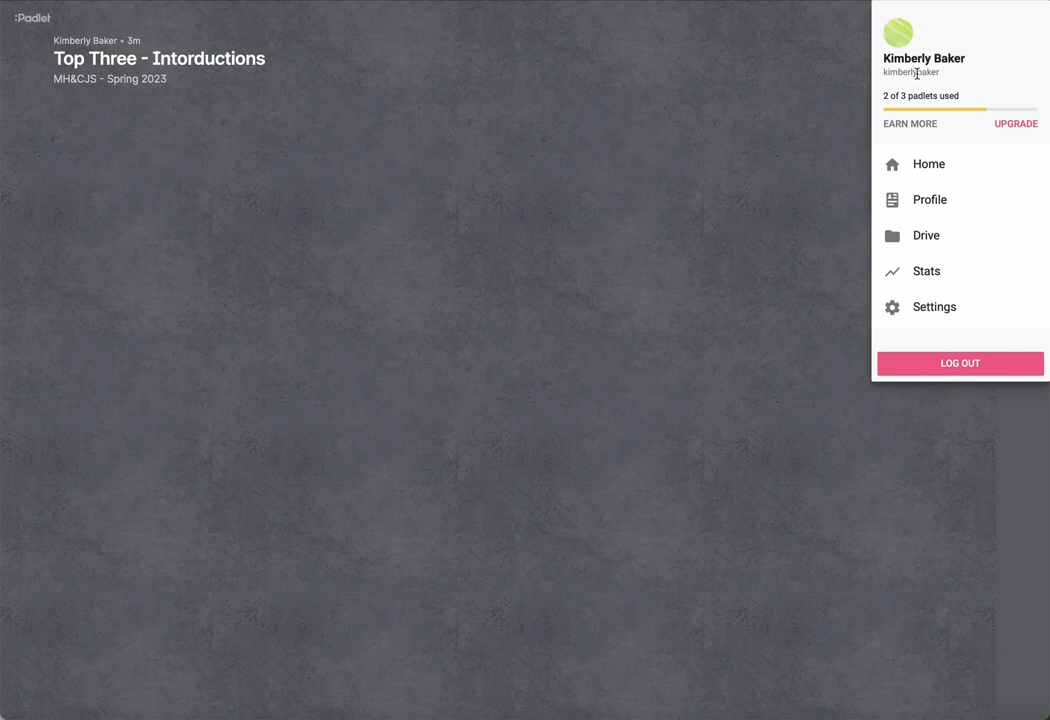 :Padlet
Kimberly Baker • 3m
Top Three - Intorductions
MH&CJS - Spring 2023
Kimberly Baker
kimberlybaker
2 of 3 padlets used
EARN MORE
UPGRADE
Home
Profile
Drive
Stats
Settings
LOG OUT